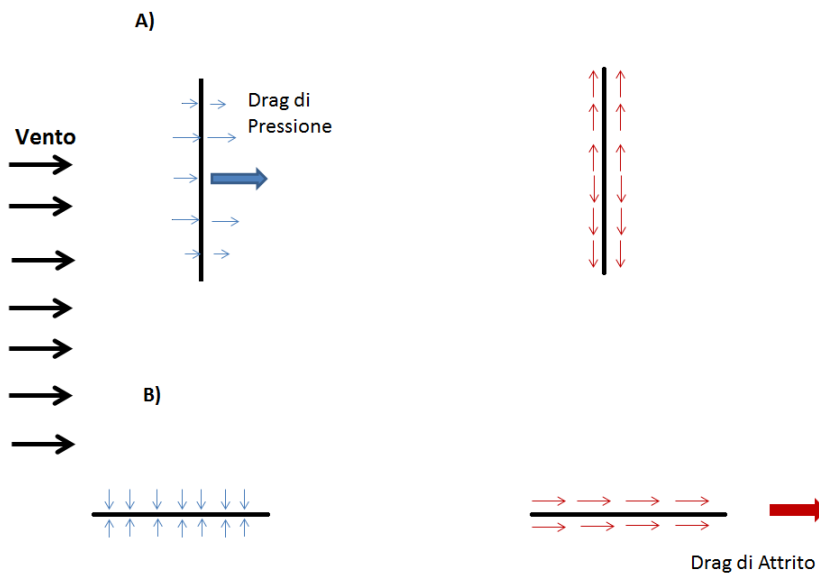 A)
Drag di
Pressione
Vento
B)
Drag di Attrito